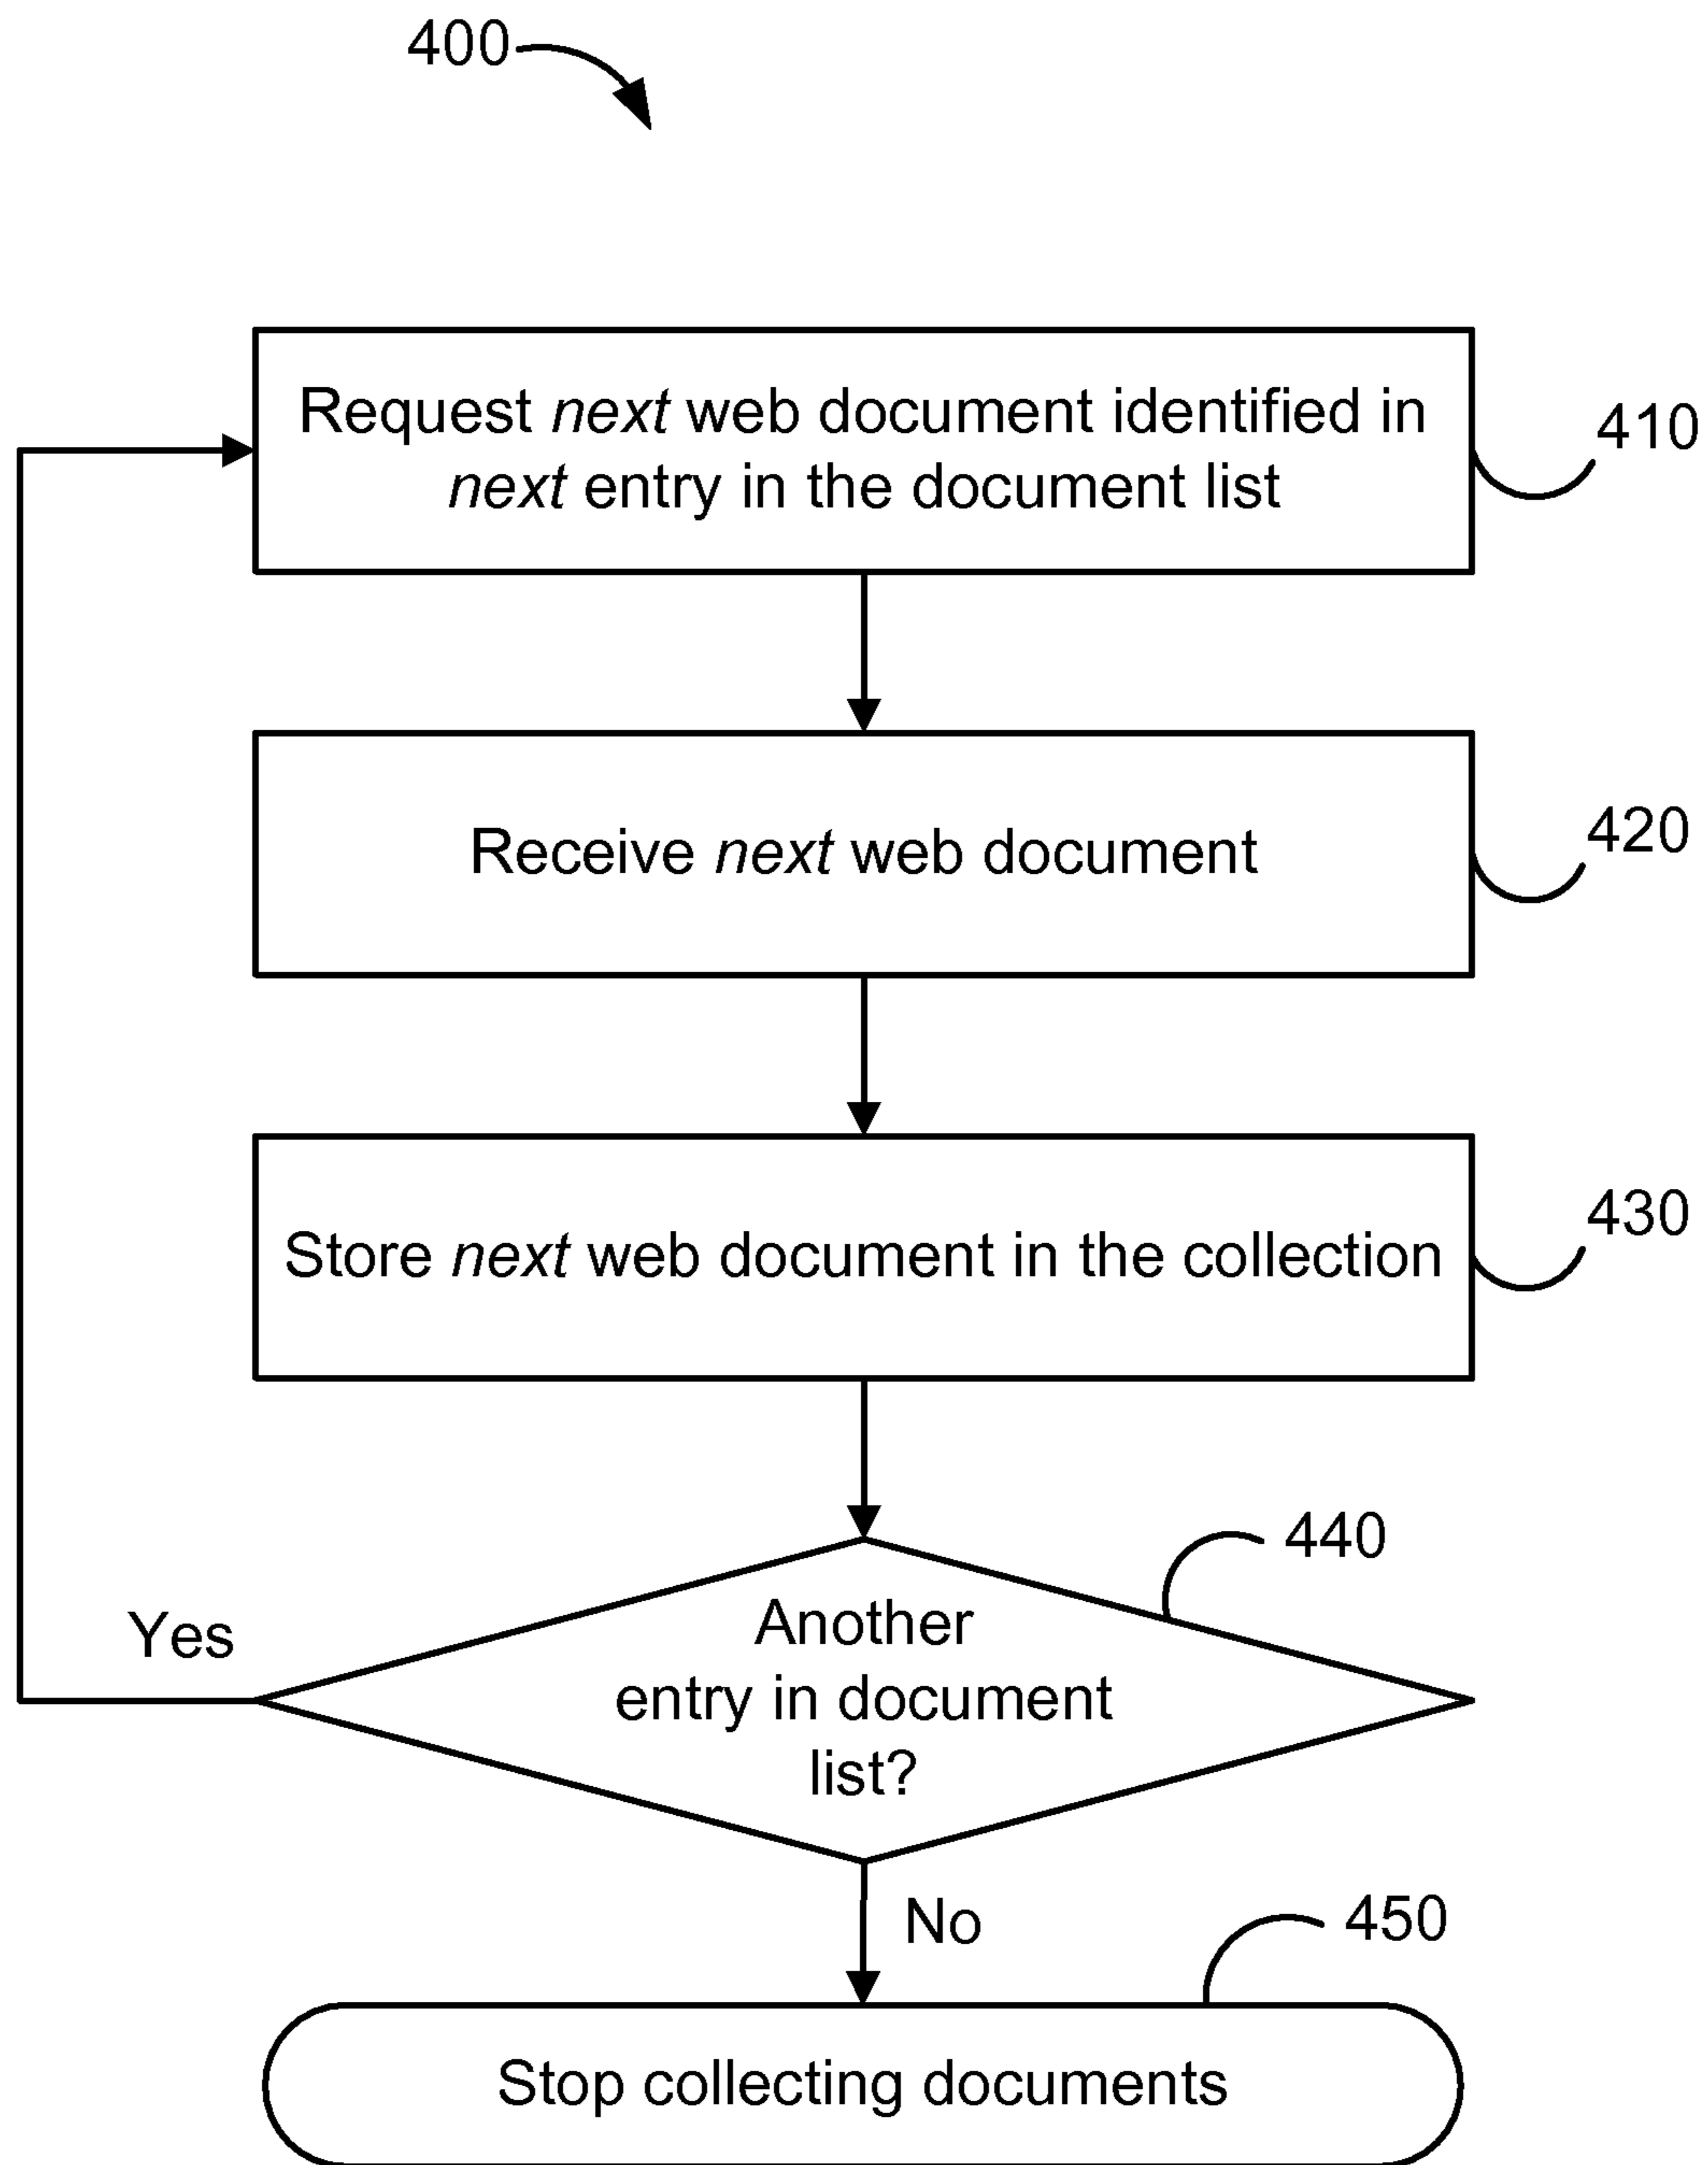 400
Request next web document identified in
next entry in the document list
410
Receive next web document
420
Store next web document in the collection
430
440
Another
entry in document
list?
Yes
No
450
Stop collecting documents